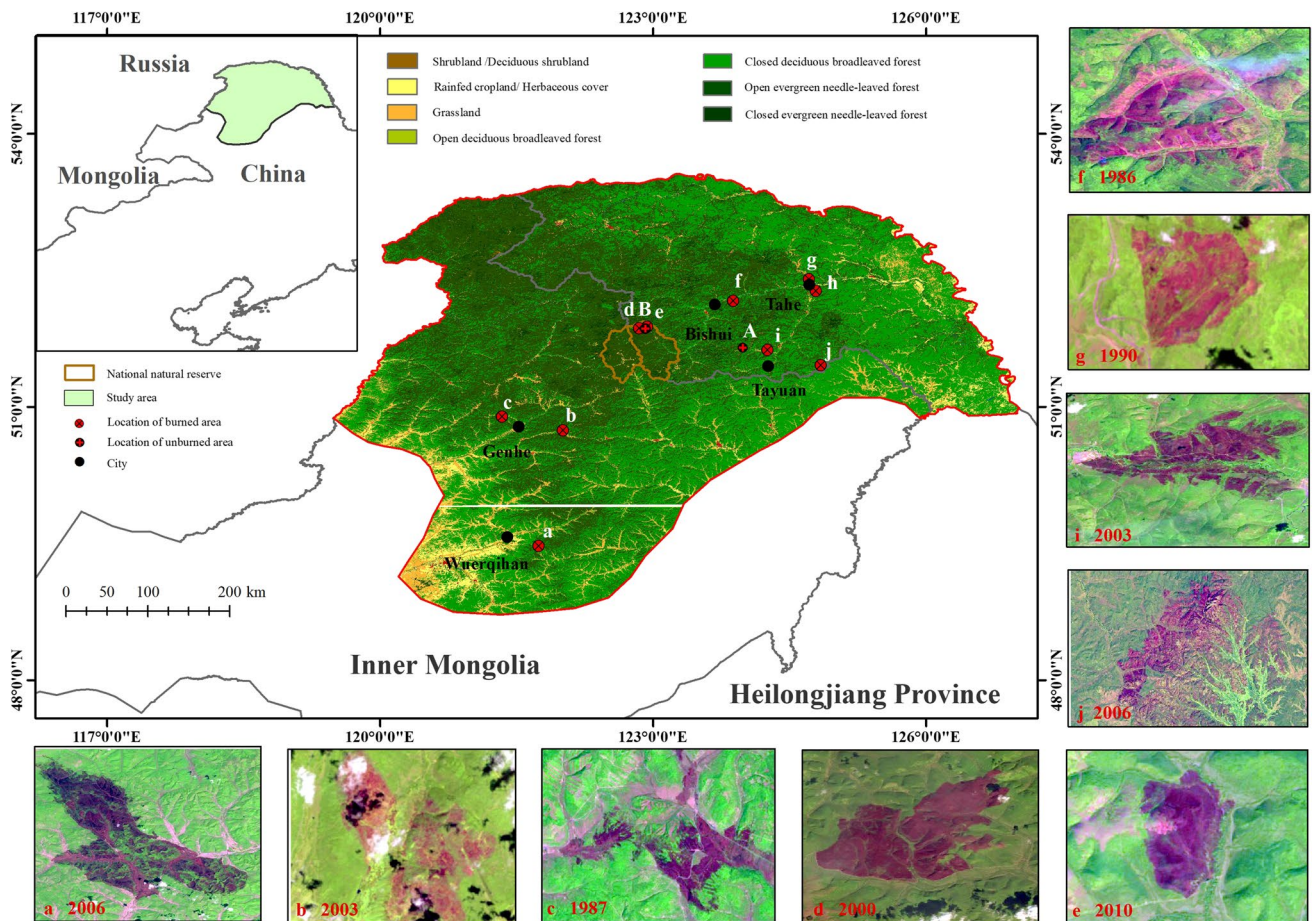 117°0'0"E 120°0'0"E 123°0'0"E 126°0'0"E
54°0'0"N
51°0'0"N
48°0'0"N
Russia
Mongolia
China
Shrubland /Deciduous shrubland
Rainfed cropland/ Herbaceous cover
Grassland
Open deciduous broadleaved forest
Closed deciduous broadleaved forest
Open evergreen needle-leaved forest
Closed evergreen needle-leaved forest
54°0'0"N
51°0'0"N
48°0'0"N
National natural reserve
Study area
Location of burned area
Location of unburned area
City
0 50 100 200 km
g
h
f
Tahe
d B e
Bishui
A
i
j
Tayuan
c
b
Genhe
a
Wuerqihan
Inner Mongolia
Heilongjiang Province
117°0'0"E 120°0'0"E 123°0'0"E 126°0'0"E
f 1986
g 1990
i 2003
j 2006
a 2006
b 2003
c 1987
d 2000
e 2010